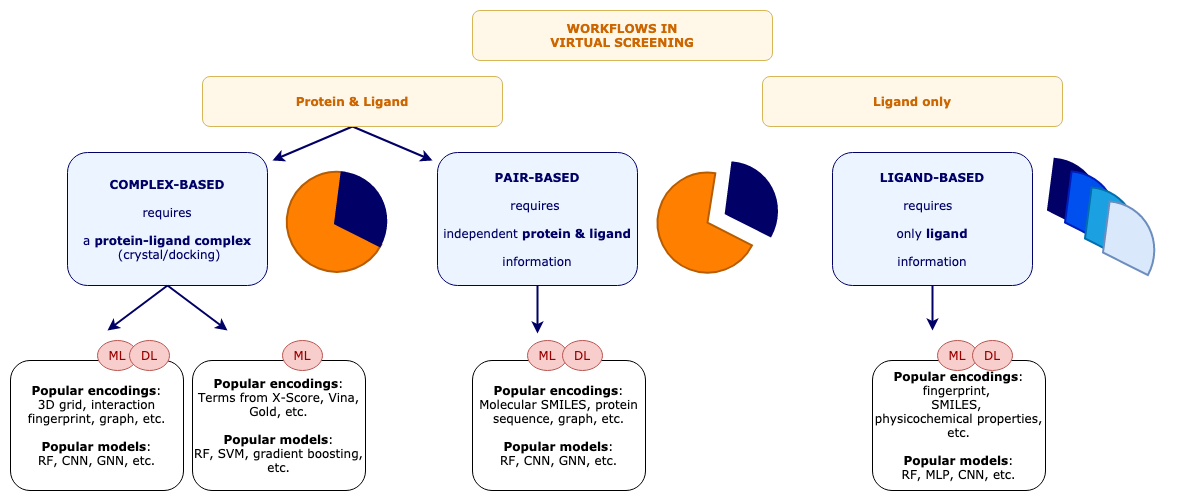 WORKFLOWS IN
VIRTUAL SCREENING
Protein & Ligand
Ligand only
COMPLEX-BASED
requires
a protein-ligand complex
(crystal/docking)
PAIR-BASED
requires
independent protein & ligand
information
LIGAND-BASED
requires
only ligand
information
ML
DL
Popular encodings:
3D grid, interaction
fingerprint, graph, etc.
Popular models:
RF, CNN, GNN, etc.
ML
Popular encodings:
Terms from X-Score, Vina,
Gold, etc.
Popular models:
RF, SVM, gradient boosting,
etc.
ML
DL
Popular encodings:
Molecular SMILES, protein
sequence, graph, etc.
Popular models:
RF, CNN, GNN, etc.
ML
DL
Popular encodings:
fingerprint,
SMILES,
physicochemical properties,
etc.
Popular models:
RF, MLP, CNN, etc.